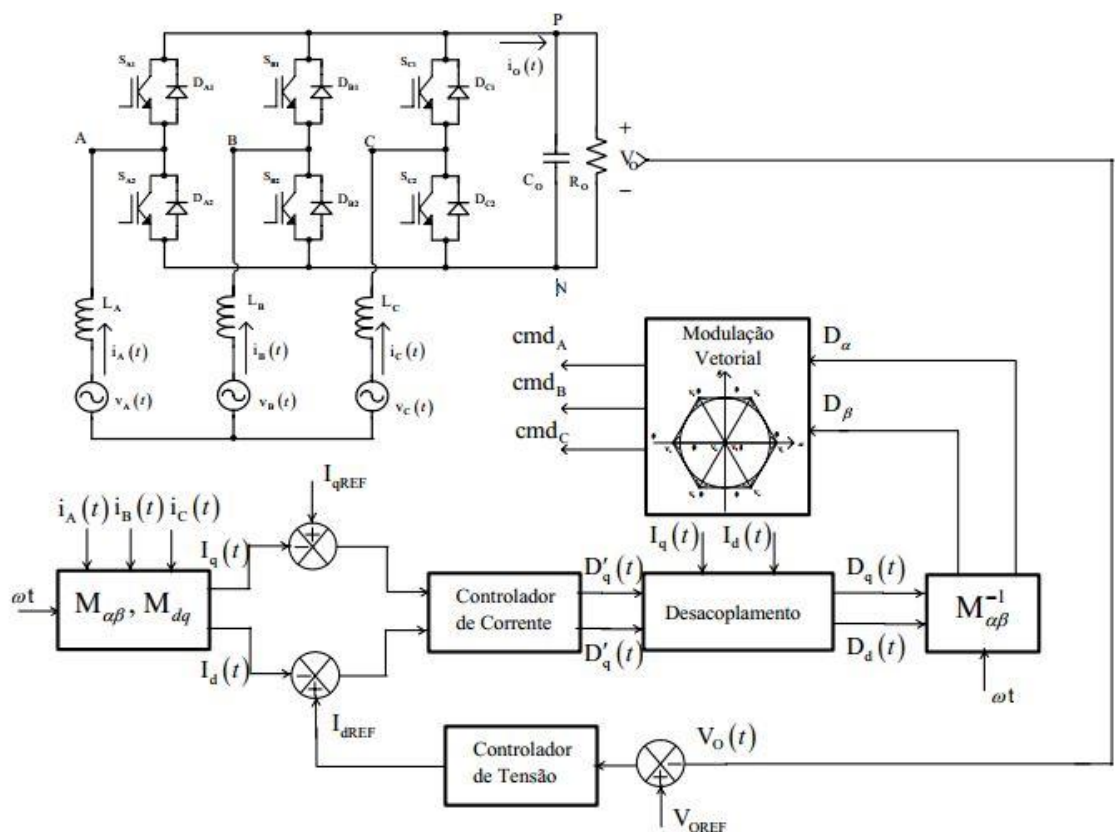 P
i_O(t)
S_A1 D_A1 S_B1 D_B1 S_C1 D_C1
A B C
S_A2 D_A2 S_B2 D_B2 S_C2 D_C2
C_O R_O
+
V_O
−
N
L_A L_B L_C
i_A(t) i_B(t) i_C(t)
v_A(t) v_B(t) v_C(t)
cmd_A
cmd_B
cmd_C
Modulação
Vetorial
D_α
D_β
I_qREF
i_A(t) i_B(t) i_C(t)
ωt
M_αβ, M_dq
I_q(t)
I_d(t)
+
−
−
+
I_dREF
Controlador
de Corrente
D'_q(t)
D'_q(t)
I_q(t) I_d(t)
Desacoplamento
D_q(t)
D_d(t)
M_αβ^−1
ωt
Controlador
de Tensão
−
+
V_O(t)
V_OREF